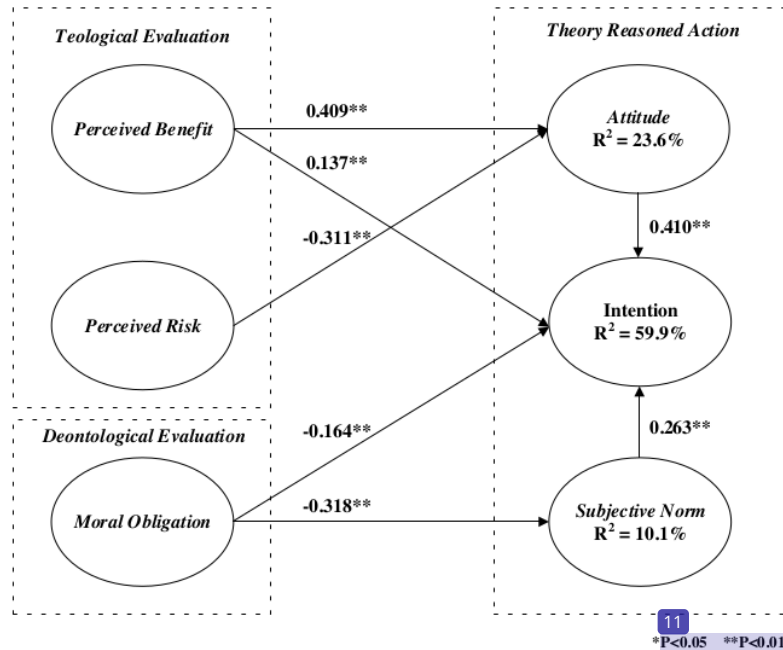 Teological Evaluation
Theory Reasoned Action
Perceived Benefit
0.409**
Attitude
R² = 23.6%
0.137**
0.410**
-0.311**
Perceived Risk
Intention
R² = 59.9%
Deontological Evaluation
-0.164**
0.263**
Moral Obligation
-0.318**
Subjective Norm
R² = 10.1%
11
*P<0.05 **P<0.01